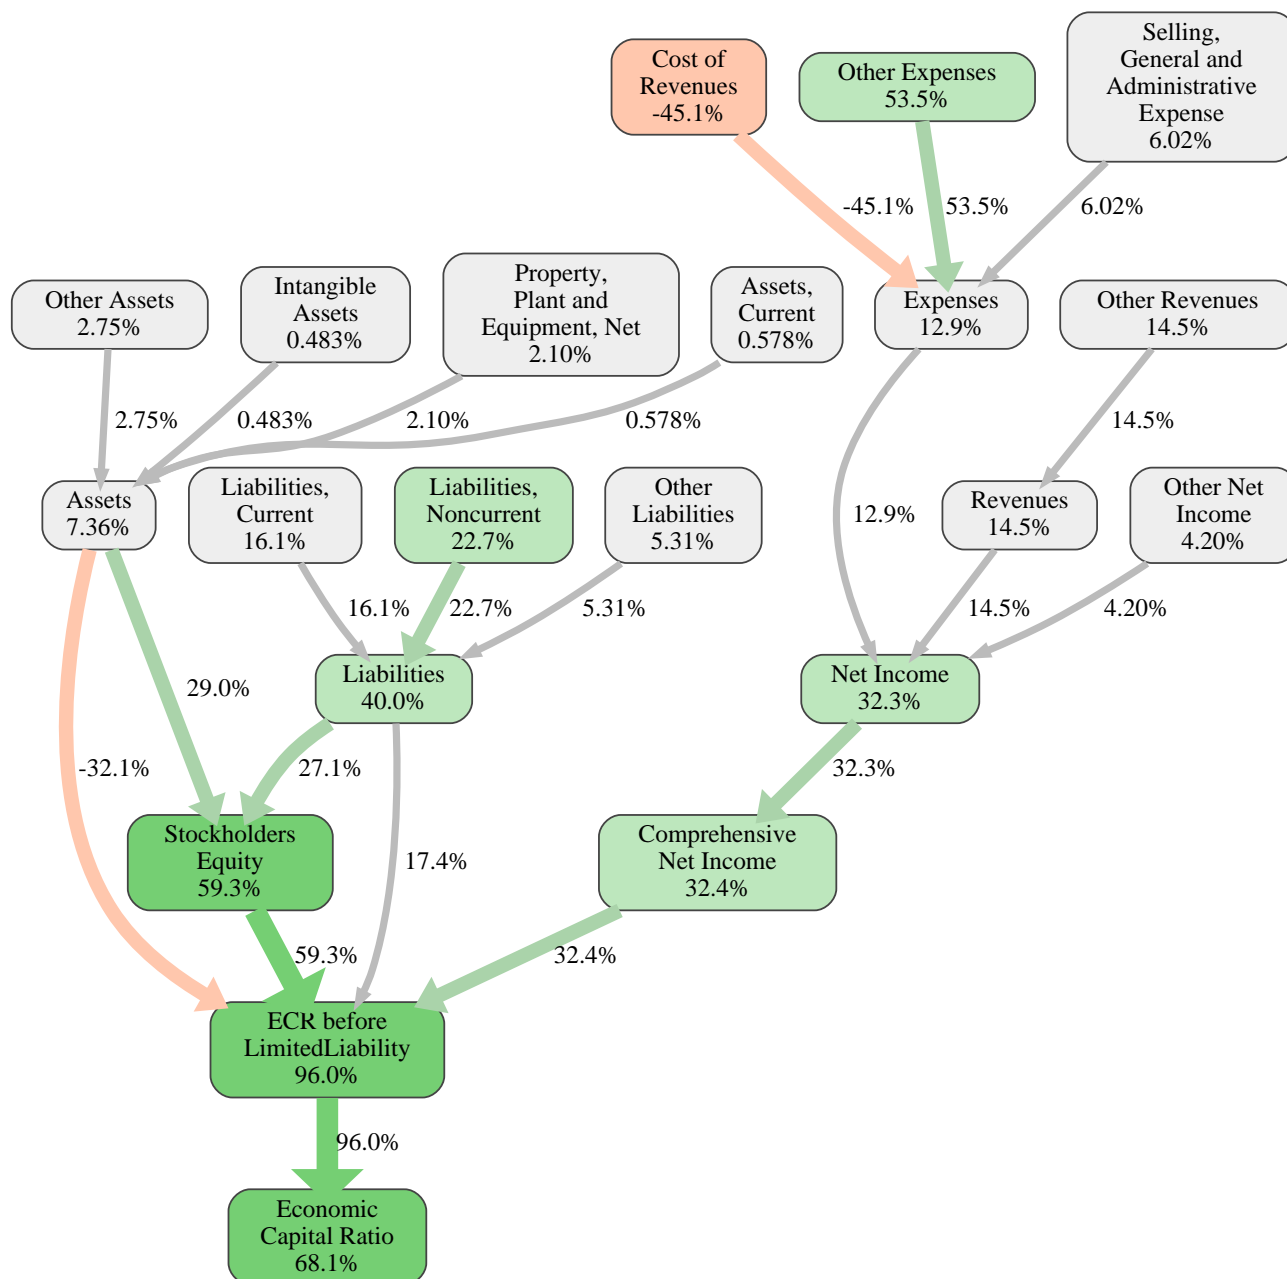 Cost of
Revenues
-45.1%
Other Expenses
53.5%
Selling,
General and
Administrative
Expense
6.02%
-45.1%
53.5%
6.02%
Other Assets
2.75%
Intangible
Assets
0.483%
Property,
Plant and
Equipment, Net
2.10%
Assets,
Current
0.578%
Expenses
12.9%
Other Revenues
14.5%
2.75%
0.483%
2.10%
0.578%
14.5%
Assets
7.36%
Liabilities,
Current
16.1%
Liabilities,
Noncurrent
22.7%
Other
Liabilities
5.31%
12.9%
Revenues
14.5%
Other Net
Income
4.20%
16.1%
22.7%
5.31%
14.5%
4.20%
29.0%
Liabilities
40.0%
Net Income
32.3%
-32.1%
27.1%
32.3%
Stockholders
Equity
59.3%
17.4%
Comprehensive
Net Income
32.4%
59.3%
32.4%
ECR before
LimitedLiability
96.0%
96.0%
Economic
Capital Ratio
68.1%